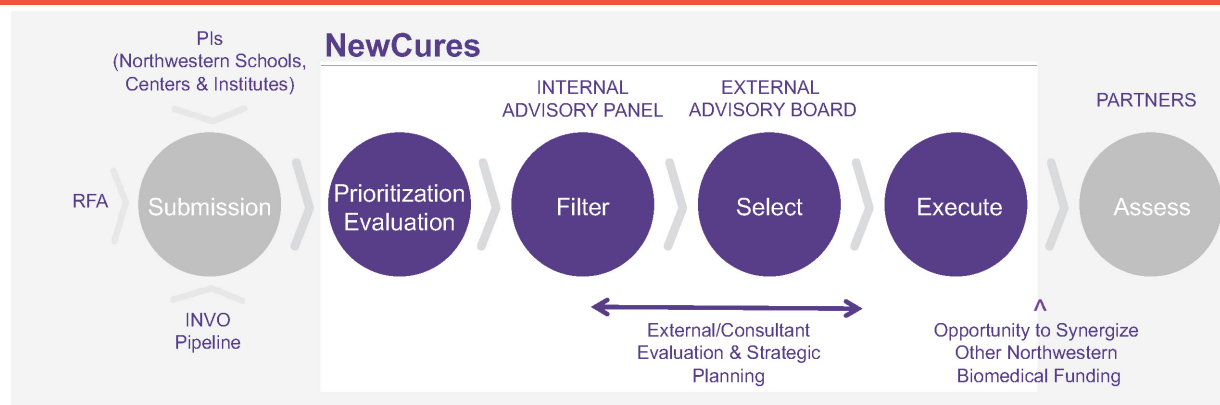 PIs
(Northwestern Schools,
Centers & Institutes)
NewCures
INTERNAL
ADVISORY PANEL
EXTERNAL
ADVISORY BOARD
PARTNERS
RFA
Submission
Prioritization
Evaluation
Filter
Select
Execute
Assess
INVO
Pipeline
External/Consultant
Evaluation & Strategic
Planning
^
Opportunity to Synergize
Other Northwestern
Biomedical Funding